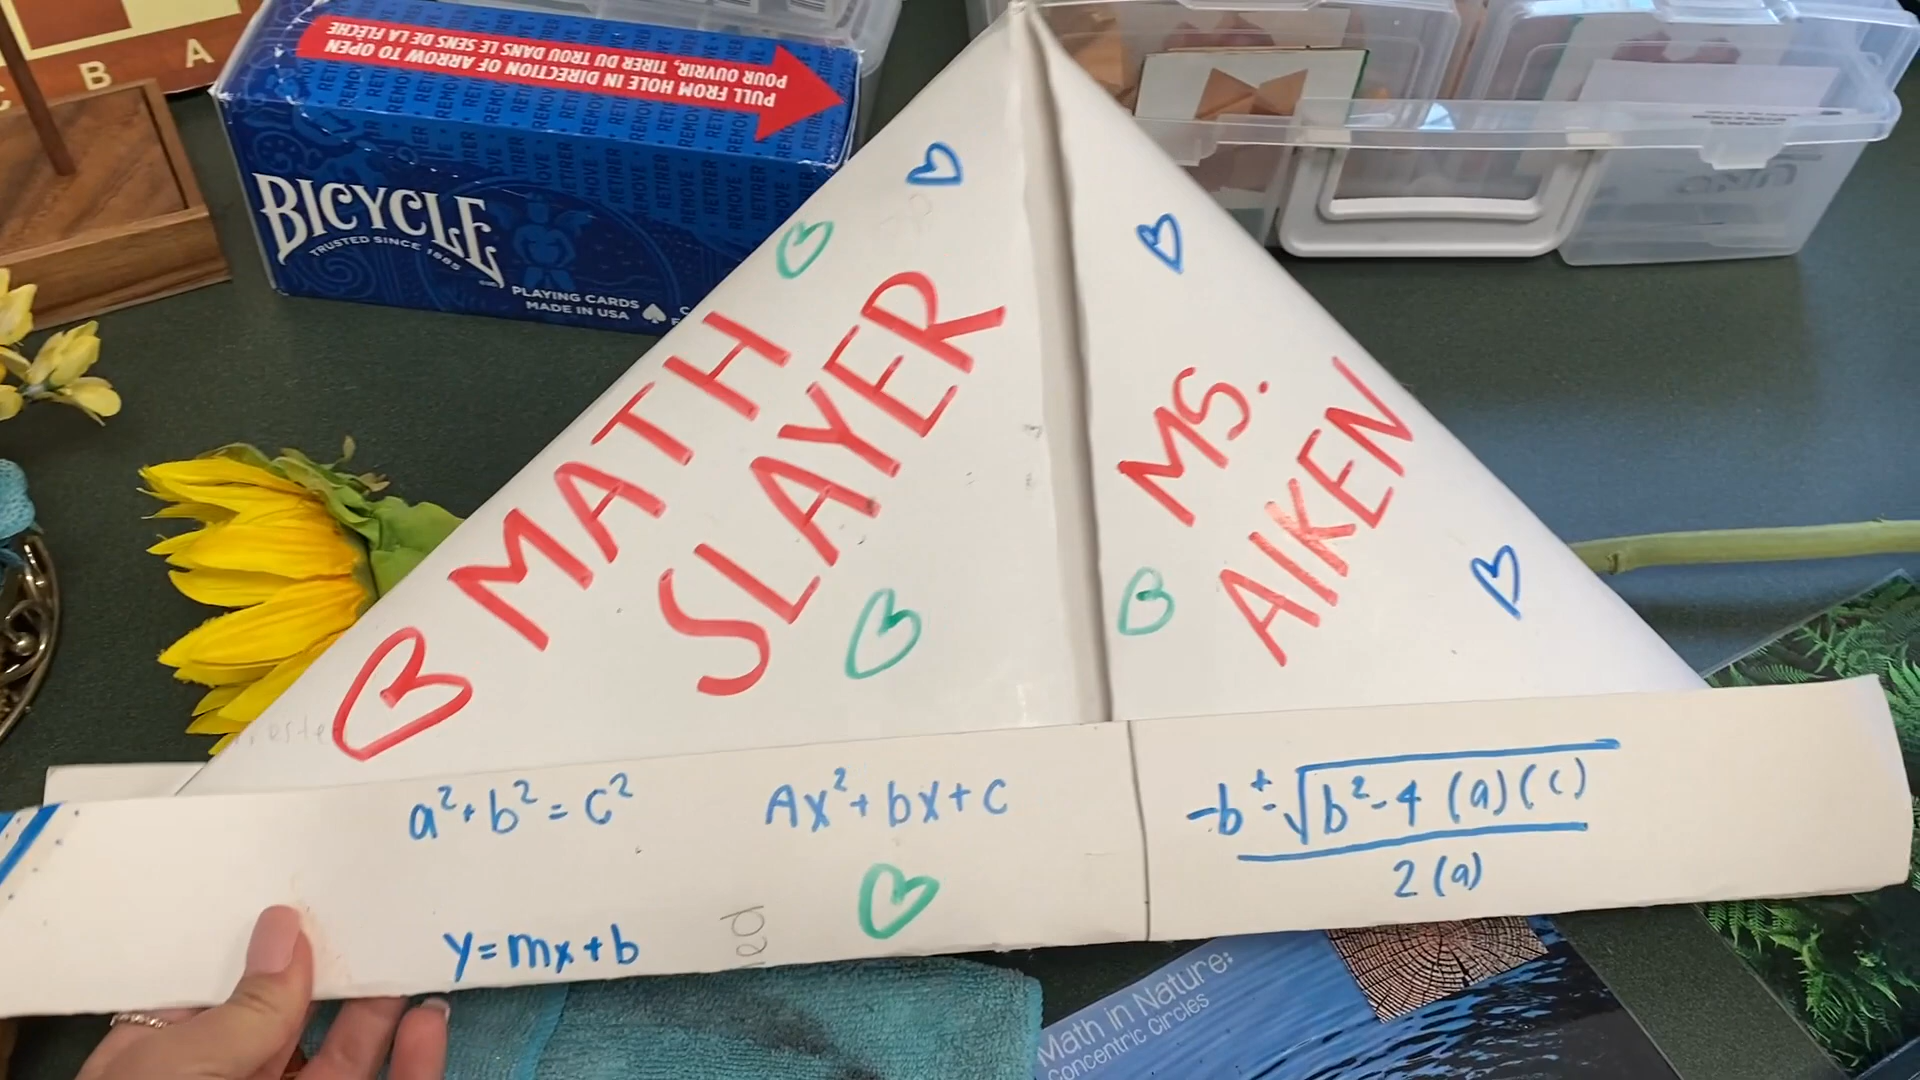 B
A
PULL FROM HOLE IN DIRECTION OF ARROW TO OPEN
POUR OUVRIR, TIRER DU TROU DANS LE SENS DE LA FLÈCHE
BICYCLE
TRUSTED SINCE 1885
PLAYING CARDS
MADE IN USA
MATH
SLAYER
MS.
AIKEN
a²+b²=c²
Ax²+bx+c
y=mx+b
-b±√b²-4(a)(c)
2(a)
Math in Nature:
Concentric Circles